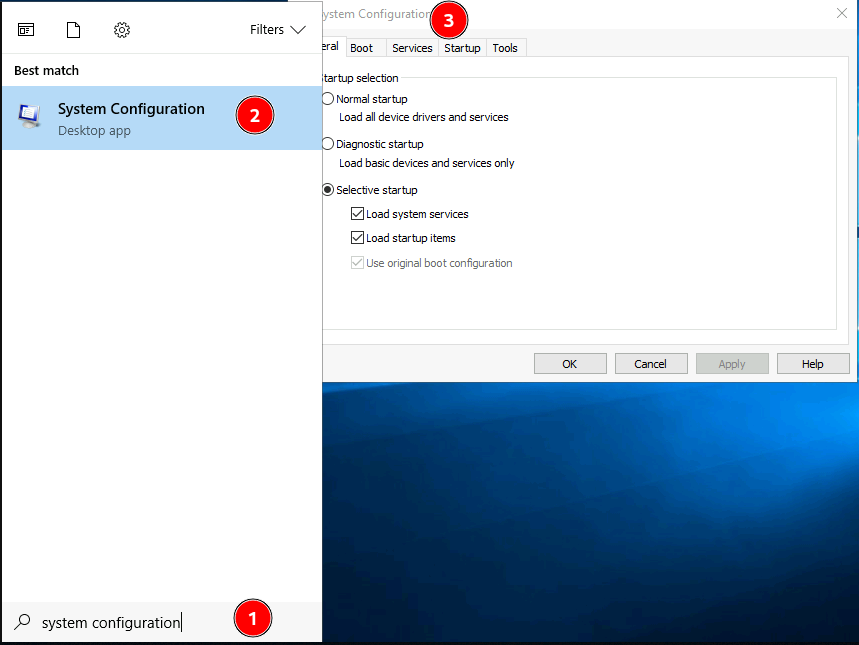 Filters
Best match
System Configuration
Desktop app
2
system configuration
1
ystem Configuration
3
eral
Boot
Services
Startup
Tools
tartup selection
Normal startup
Load all device drivers and services
Diagnostic startup
Load basic devices and services only
Selective startup
Load system services
Load startup items
Use original boot configuration
OK
Cancel
Apply
Help